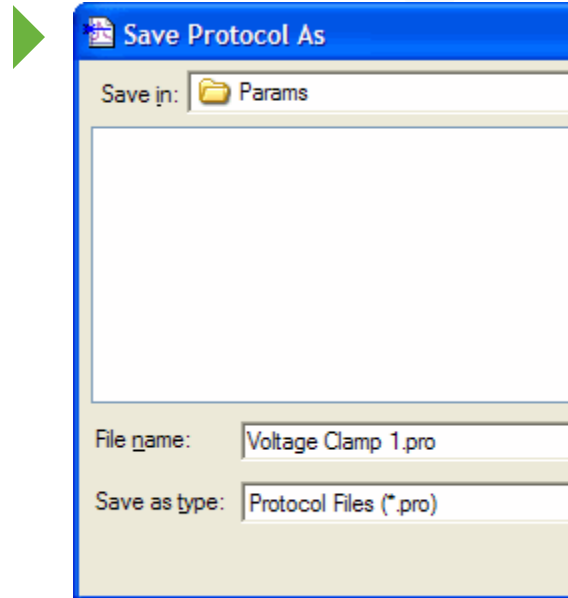 Save Protocol As
Save in: Params
File name: Voltage Clamp 1.pro
Save as type: Protocol Files (*.pro)